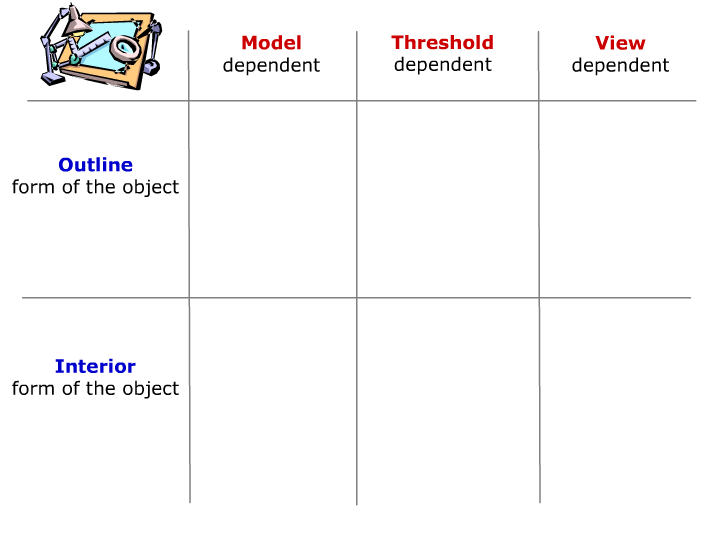 Model
dependent
Threshold
dependent
View
dependent
Outline
form of the object
Interior
form of the object